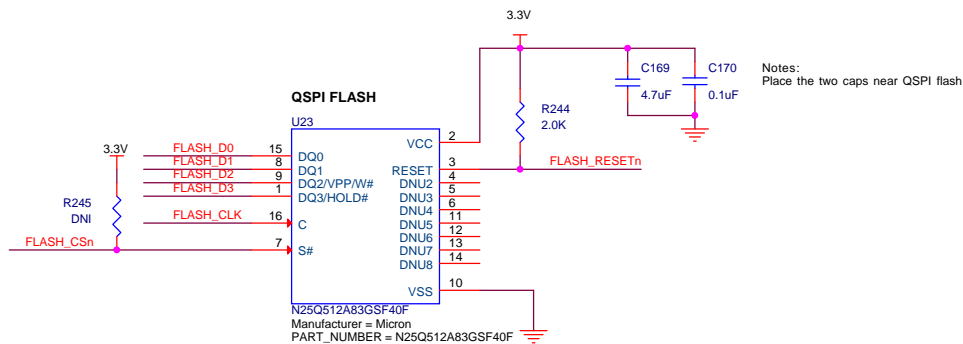 3.3V
C169
4.7uF
C170
0.1uF
Notes:
Place the two caps near QSPI flash
QSPI FLASH
U23
R244
2.0K
3.3V
R245
DNI
FLASH_D0 15 DQ0
FLASH_D1 8 DQ1
FLASH_D2 9 DQ2/VPP/W#
FLASH_D3 1 DQ3/HOLD#
FLASH_CLK 16 C
FLASH_CSn 7 S#
VCC 2
RESET 3 FLASH_RESETn
DNU2 4
DNU3 5
DNU4 6
DNU5 11
DNU6 12
DNU7 13
DNU8 14
VSS 10
N25Q512A83GSF40F
Manufacturer = Micron
PART_NUMBER = N25Q512A83GSF40F